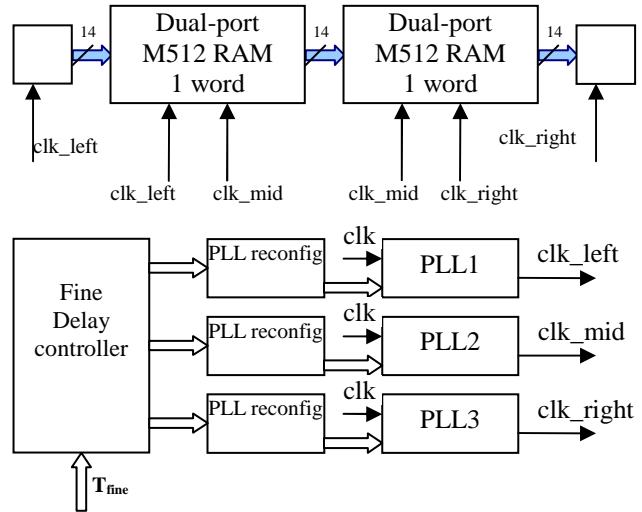 14
Dual-port
M512 RAM
1 word
14
Dual-port
M512 RAM
1 word
14
clk_left
clk_left
clk_mid
clk_mid
clk_right
clk_right
Fine
Delay
controller
PLL reconfig
clk
PLL1
clk_left
PLL reconfig
clk
PLL2
clk_mid
PLL reconfig
clk
PLL3
clk_right
Tfine